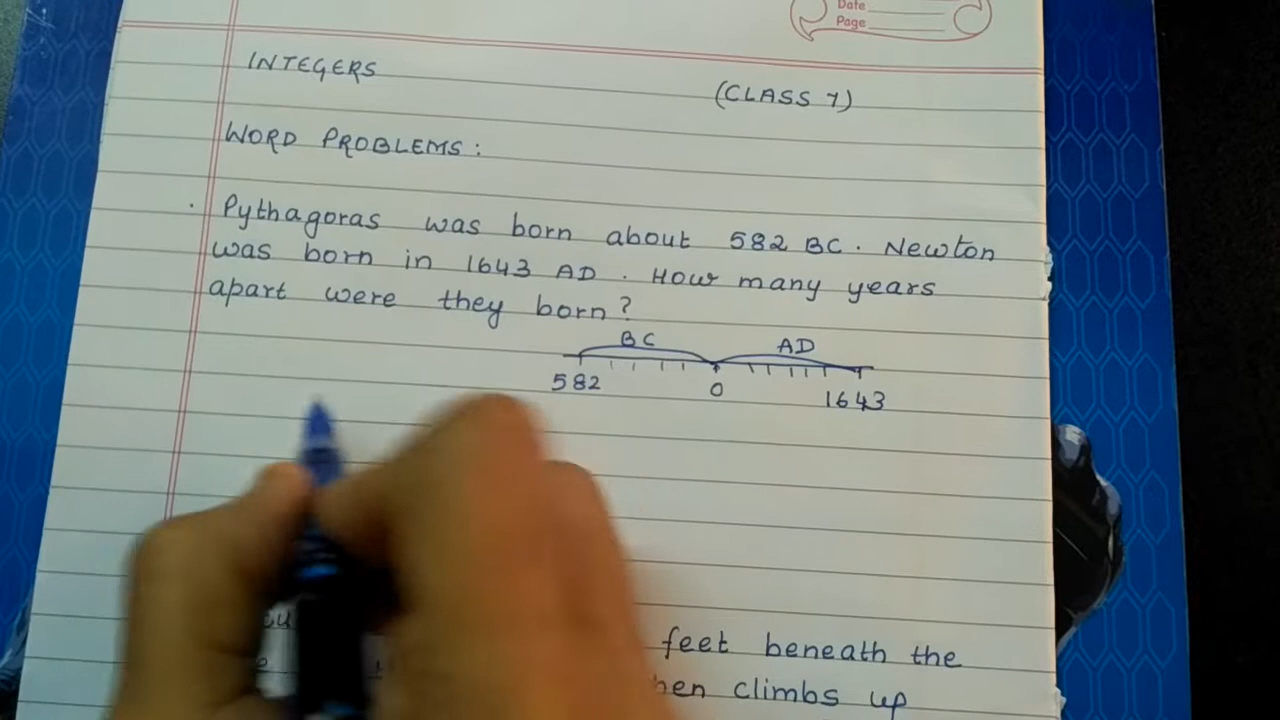 Date
Page
INTEGERS
(CLASS 7)
WORD PROBLEMS:
. Pythagoras was born about 582 BC. Newton
was born in 1643 AD. How many years
apart were they born?
BC AD
582 0 1643
feet beneath the
climbs up